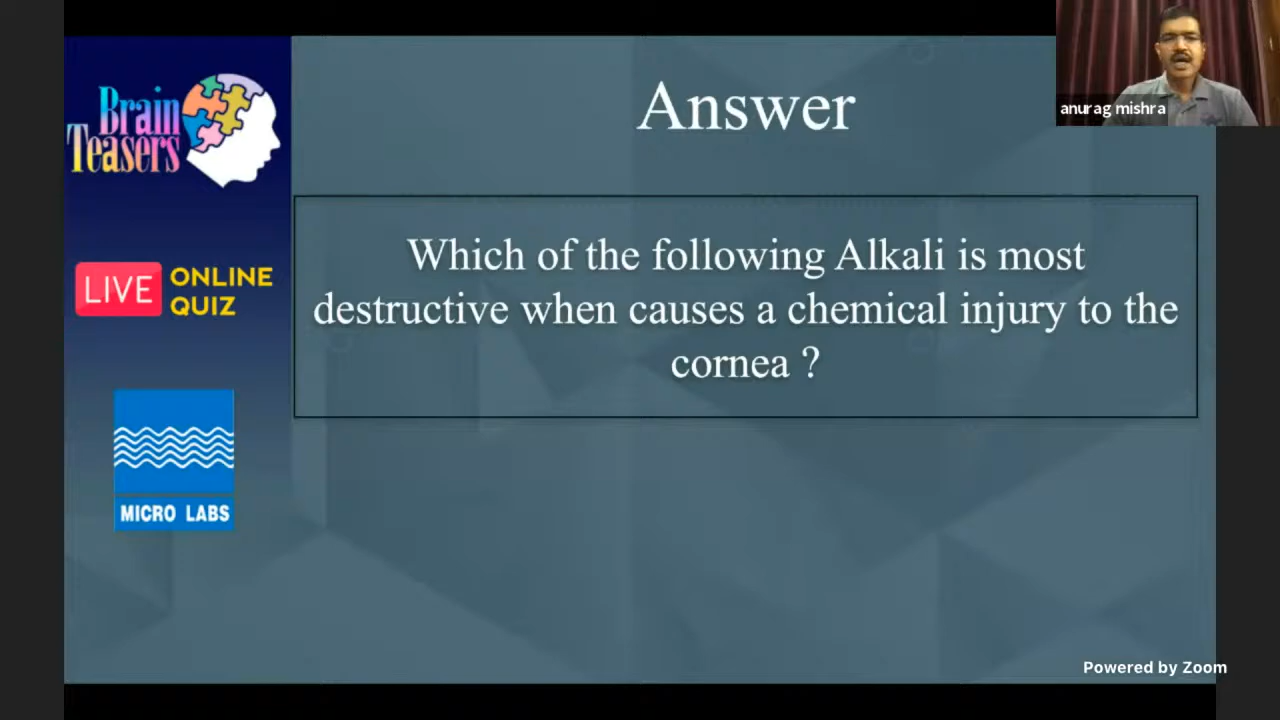 Brain
Teasers
LIVE ONLINE
QUIZ
MICRO LABS
Answer
Which of the following Alkali is most
destructive when causes a chemical injury to the
cornea ?
anurag mishra
Powered by Zoom